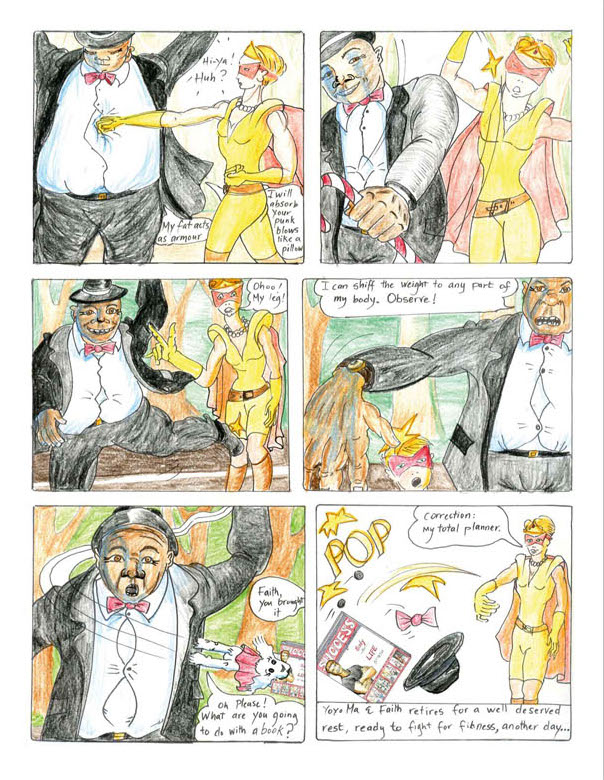 Hi-ya!
Huh?
My fat acts
as armour
I will
absorb
your
punk
blows
like a
pillow
Ohoo!
My leg!
I can shift the weight to any part of
my body. Observe!
Faith,
you brought
it
Oh Please!
What are you going
to do with a book?
POP
Correction:
My total planner.
SUCCESS
Body
LIFE
Yoyo Ma & Faith retires for a well deserved
rest, ready to fight for fitness, another day...